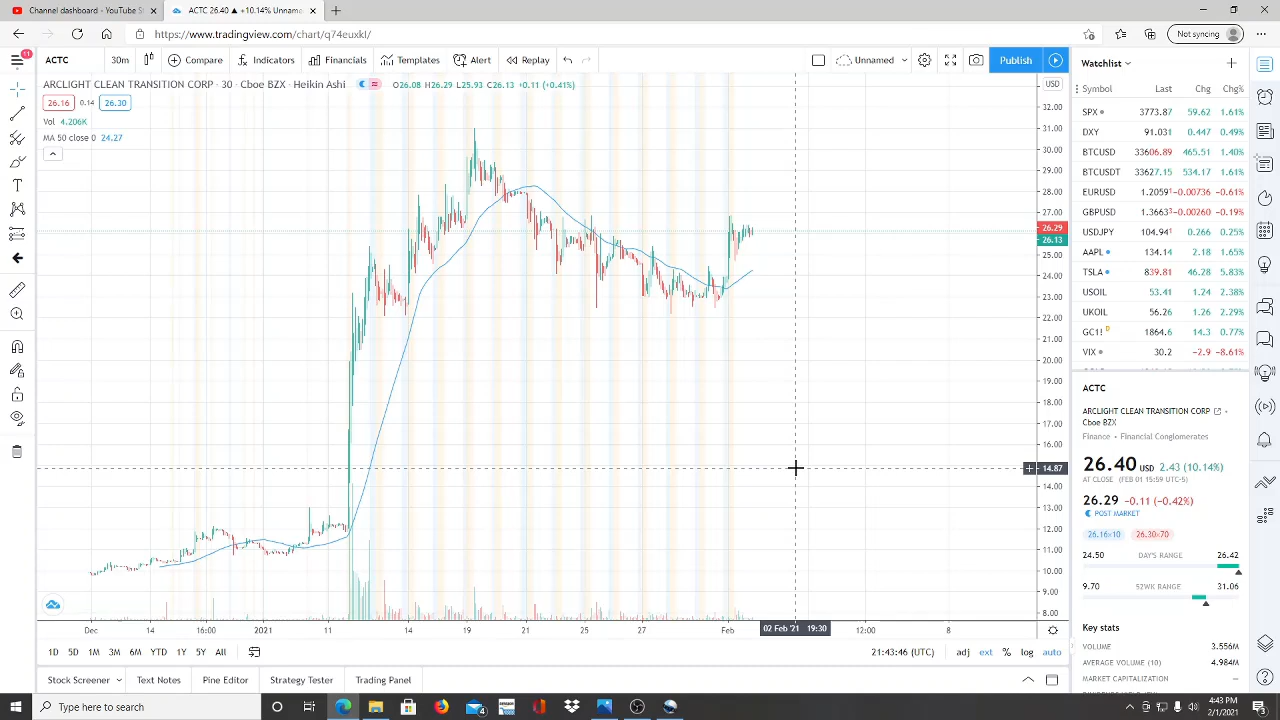 Channel dashboard - YouTube S
ACTC 26.40 ▲ +10.14% Unname
https://www.tradingview.com/chart/q74euxkl/
Not syncing
11
ACTC
30m
Compare
Indicators
Financials
Templates
Alert
Replay
Unnamed
Publish
ARCLIGHT CLEAN TRANSITION CORP · 30 · Cboe BZX · Heikin Ashi
O26.08 H26.29 L25.93 C26.13 +0.11 (+0.41%)
26.16 0.14 26.30
Vol 4.206K
MA 50 close 0 24.27
USD
32.00
31.00
30.00
29.00
28.00
27.00
26.29
26.13
25.00
24.00
23.00
22.00
21.00
20.00
19.00
18.00
17.00
16.00
14.87
14.00
13.00
12.00
11.00
10.00
9.00
8.00
Dec 14 16:00 2021 11 14 19 21 25 27 Feb 02 Feb '21 19:30 12:00 8
1D 5D 1M 3M 6M YTD 1Y 5Y All
21:43:46 (UTC) adj ext % log auto
Stock Screener Text Notes Pine Editor Strategy Tester Trading Panel
Watchlist
Symbol Last Chg Chg%
SPX 3773.87 59.62 1.61%
DXY 91.031 0.447 0.49%
BTCUSD 33606.89 465.51 1.40%
BTCUSDT 33627.15 534.17 1.61%
EURUSD 1.20591 −0.00736 −0.61%
GBPUSD 1.36633 −0.00260 −0.19%
USDJPY 104.941 0.266 0.25%
AAPL 134.14 2.18 1.65%
TSLA 839.81 46.28 5.83%
USOIL 53.41 1.24 2.38%
UKOIL 56.26 1.26 2.29%
GC1! D 1864.6 14.3 0.77%
VIX 30.2 −2.9 −8.61%
ACTC
ARCLIGHT CLEAN TRANSITION CORP ·
Cboe BZX
Finance · Financial Conglomerates
26.40 USD 2.43 (10.14%)
AT CLOSE (FEB 01 15:59 UTC-5)
26.29 −0.11 (−0.42%)
POST MARKET
26.16×10 26.30×70
24.50 DAY'S RANGE 26.42
9.70 52WK RANGE 31.06
Key stats
VOLUME 3.556M
AVERAGE VOLUME (10) 4.984M
MARKET CAPITALIZATION −
Type here to search
4:43 PM
2/1/2021